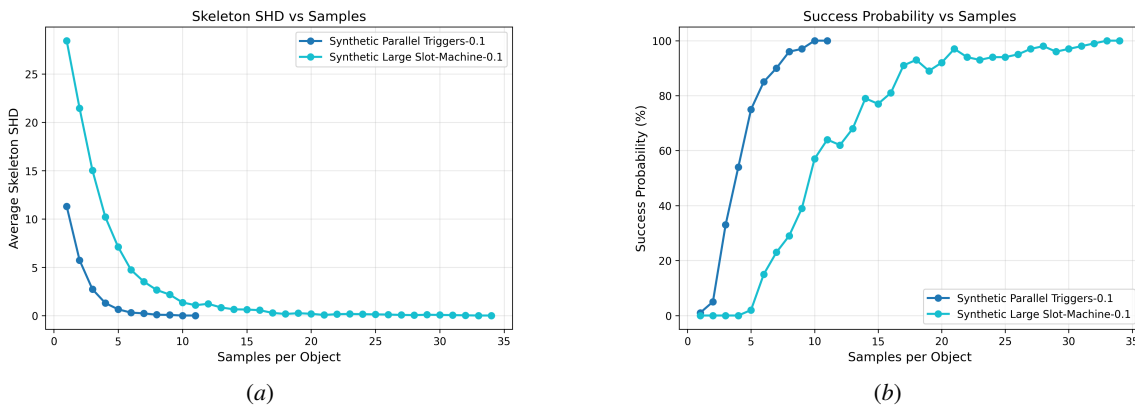 Skeleton SHD vs Samples
Average Skeleton SHD
25
20
15
10
5
0
Synthetic Parallel Triggers-0.1
Synthetic Large Slot-Machine-0.1
0 5 10 15 20 25 30 35
Samples per Object
(a)
Success Probability vs Samples
Success Probability (%)
100
80
60
40
20
0
Synthetic Parallel Triggers-0.1
Synthetic Large Slot-Machine-0.1
0 5 10 15 20 25 30 35
Samples per Object
(b)